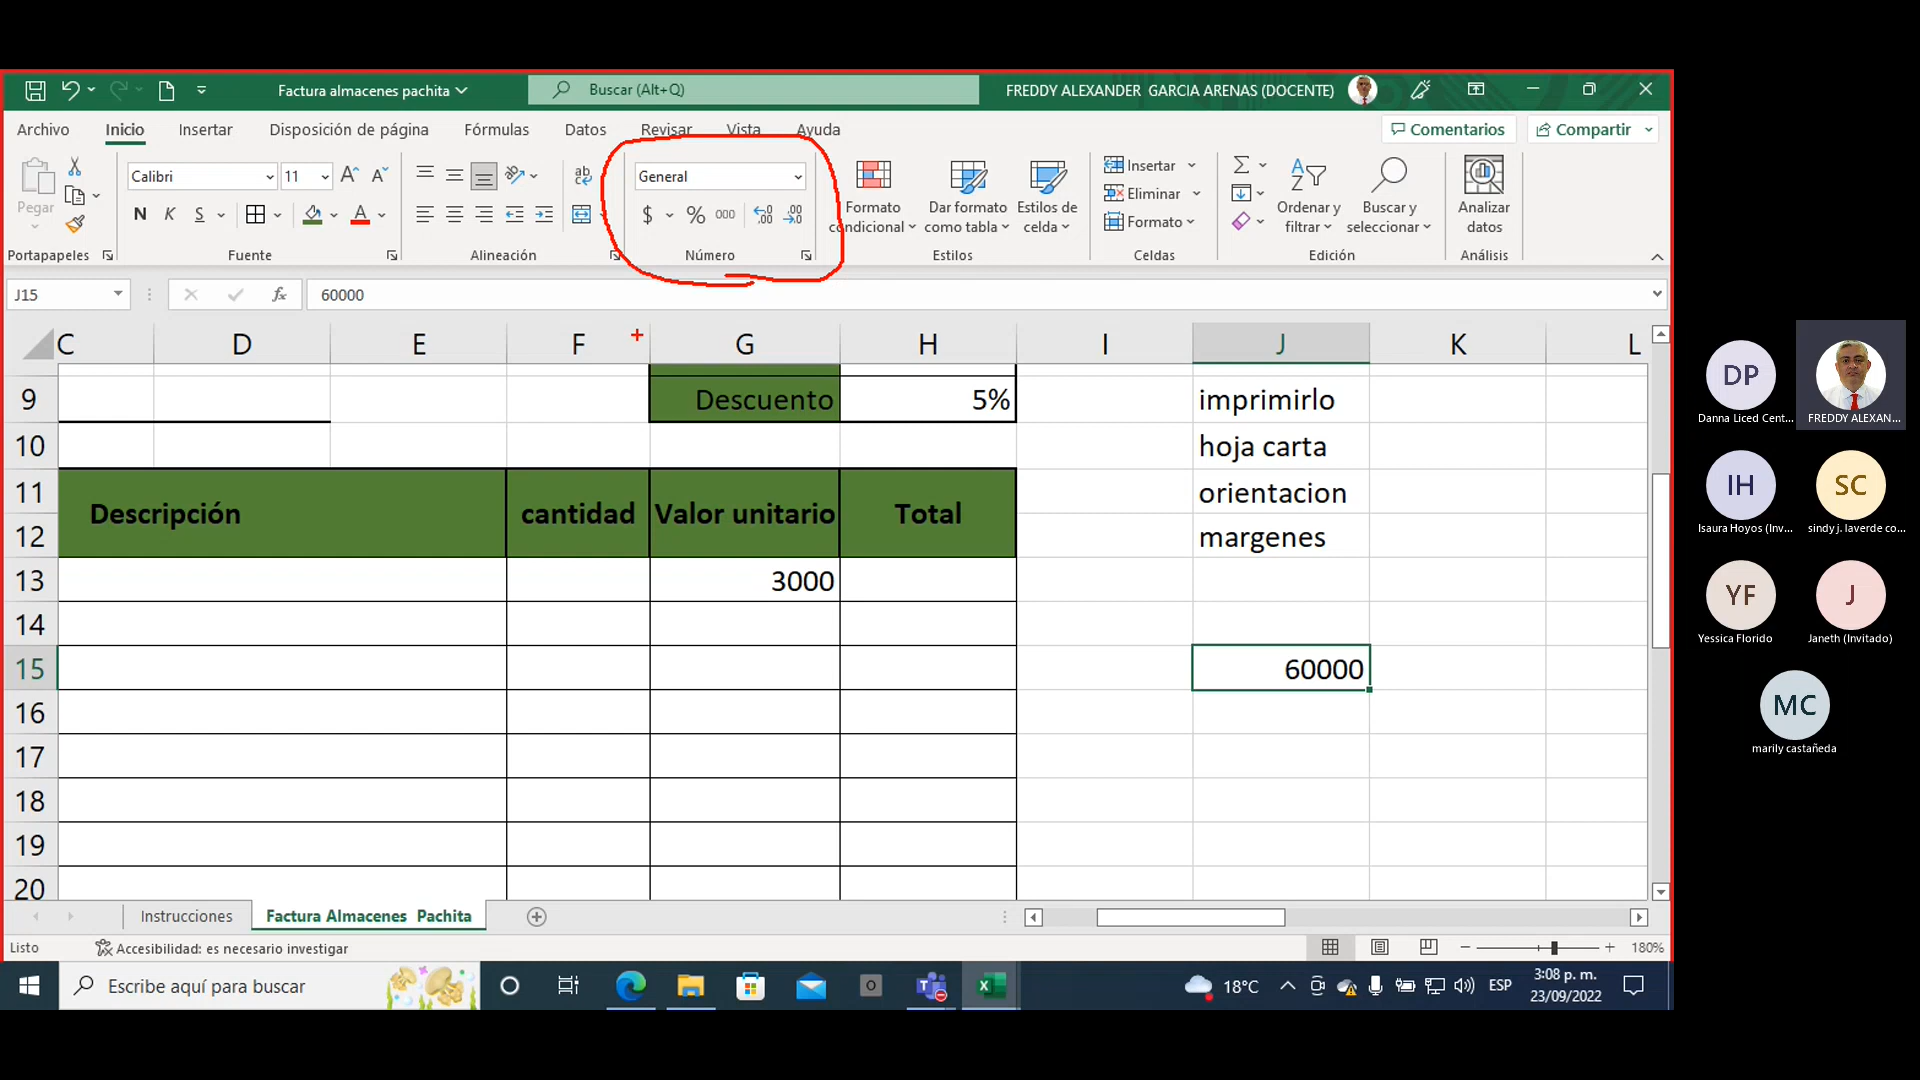 Factura almacenes pachita
Buscar (Alt+Q)
FREDDY ALEXANDER GARCIA ARENAS (DOCENTE)
Archivo Inicio Insertar Disposición de página Fórmulas Datos Revisar Vista Ayuda
Comentarios Compartir
Pegar
Portapapeles
Calibri 11
N K S
Fuente
ab
Alineación
General
$ % 000
Número
Formato condicional
Dar formato como tabla
Estilos de celda
Estilos
Insertar
Eliminar
Formato
Celdas
Ordenar y filtrar
Buscar y seleccionar
Edición
Analizar datos
Análisis
J15 fx 60000
C D E F G H I J K L
9 Descuento 5% imprimirlo
10 hoja carta
11 orientacion
Descripción cantidad Valor unitario Total
12 margenes
13 3000
14
15 60000
16
17
18
19
20
Instrucciones Factura Almacenes Pachita
Listo Accesibilidad: es necesario investigar 180%
Escribe aquí para buscar
18°C ESP 3:08 p. m.
23/09/2022
DP
Danna Liced Cent...
FREDDY ALEXAN...
IH
Isaura Hoyos (Inv...
SC
sindy j. laverde co...
YF
Yessica Florido
J
Janeth (Invitado)
MC
marily castañeda